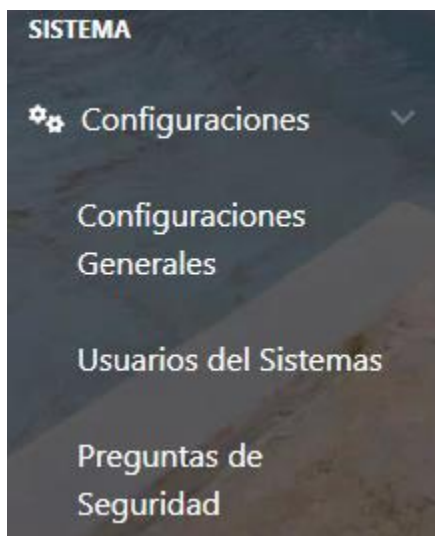 SISTEMA
Configuraciones
Configuraciones
Generales
Usuarios del Sistemas
Preguntas de
Seguridad